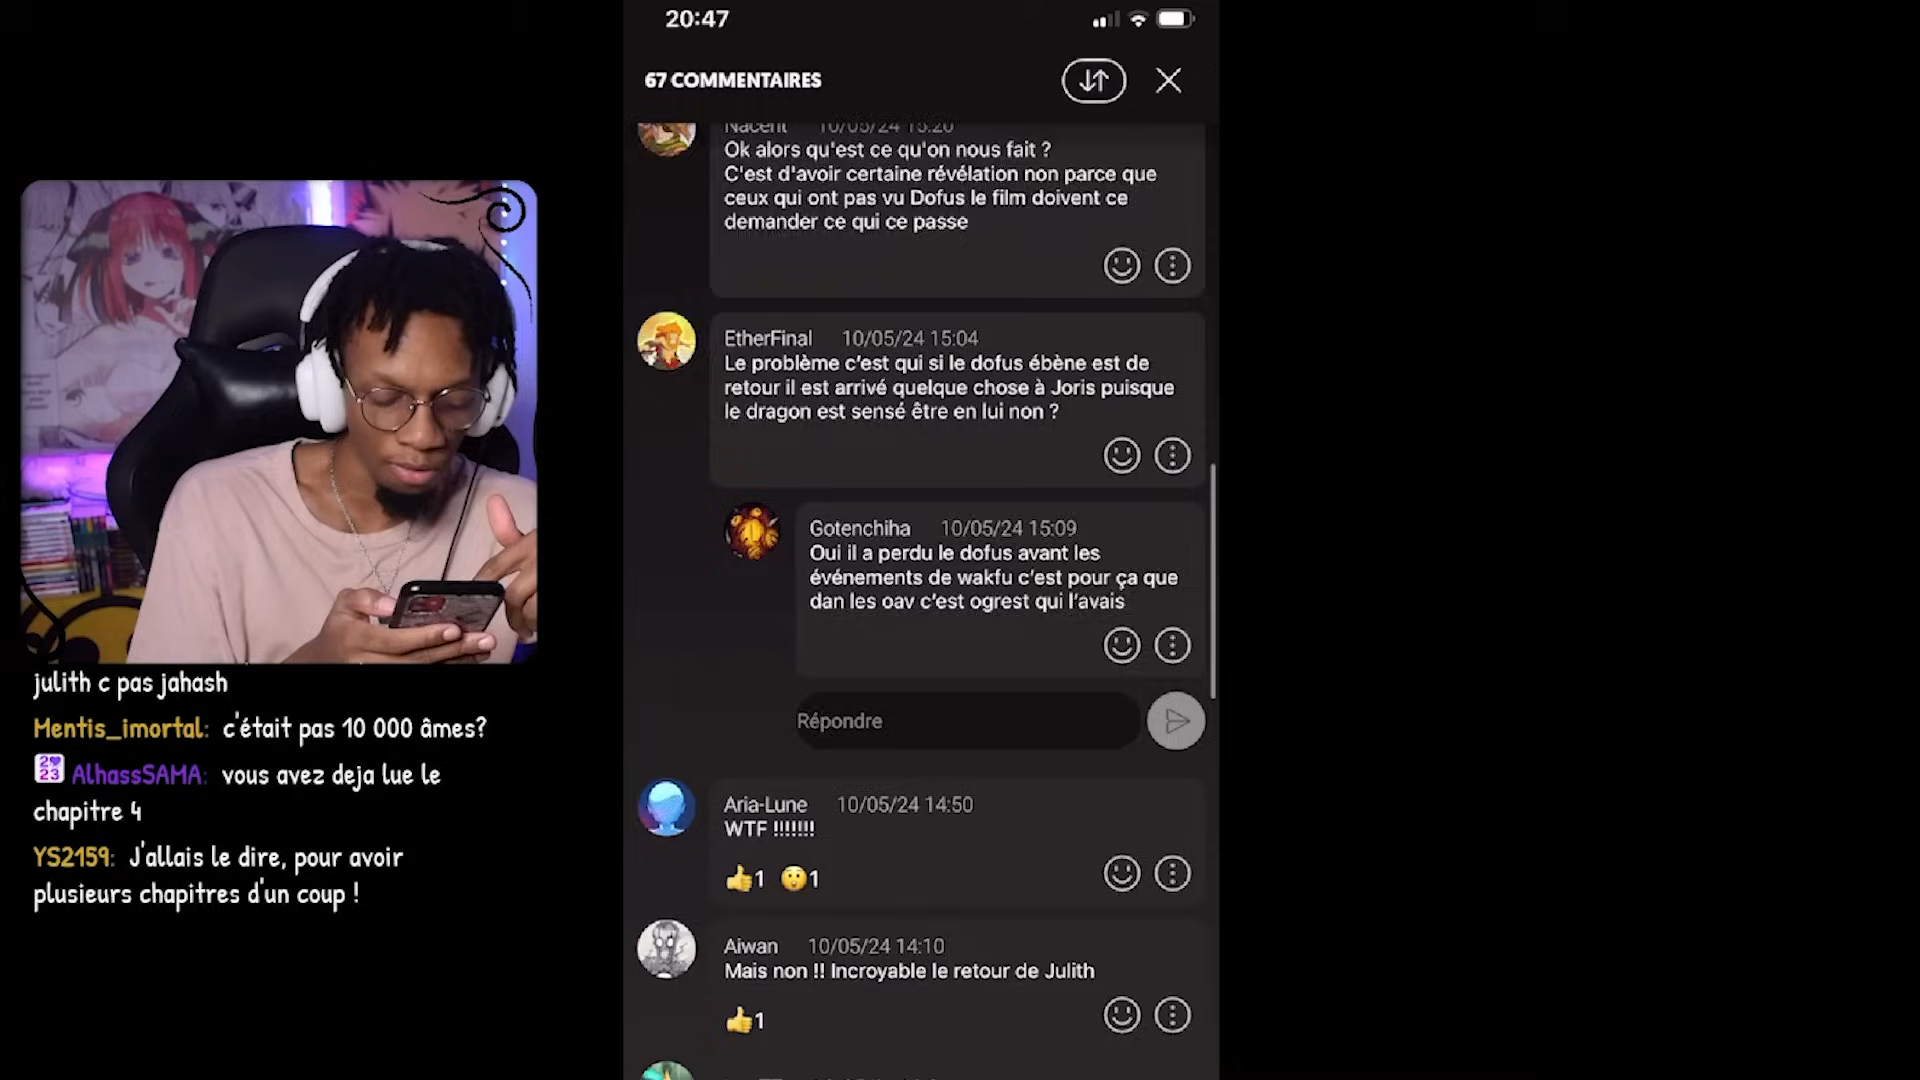 20:47
67 COMMENTAIRES
Nacent 10/05/24 15:20
Ok alors qu'est ce qu'on nous fait ?
C'est d'avoir certaine révélation non parce que
ceux qui ont pas vu Dofus le film doivent ce
demander ce qui ce passe
EtherFinal 10/05/24 15:04
Le problème c'est qui si le dofus ébène est de
retour il est arrivé quelque chose à Joris puisque
le dragon est sensé être en lui non ?
Gotenchiha 10/05/24 15:09
Oui il a perdu le dofus avant les
événements de wakfu c'est pour ça que
dan les oav c'est ogrest qui l'avais
Répondre
Aria-Lune 10/05/24 14:50
WTF !!!!!!!
👍1 😲1
Aiwan 10/05/24 14:10
Mais non !! Incroyable le retour de Julith
👍1
julith c pas jahash
Mentis_imortal: c'était pas 10 000 âmes?
2023 AlhassSAMA: vous avez deja lue le
chapitre 4
YS2159: J'allais le dire, pour avoir
plusieurs chapitres d'un coup !